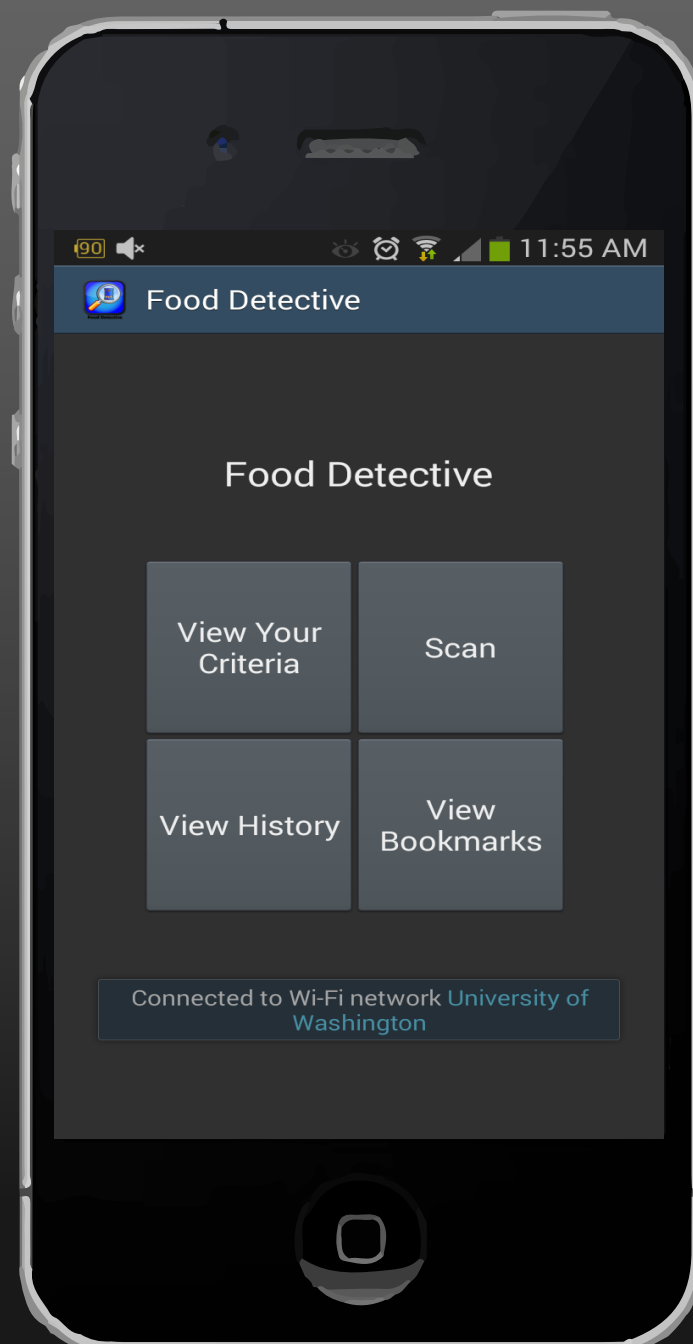 90 11:55 AM
Food Detective
Food Detective
View Your
Criteria
Scan
View History
View
Bookmarks
Connected to Wi-Fi network University of
Washington